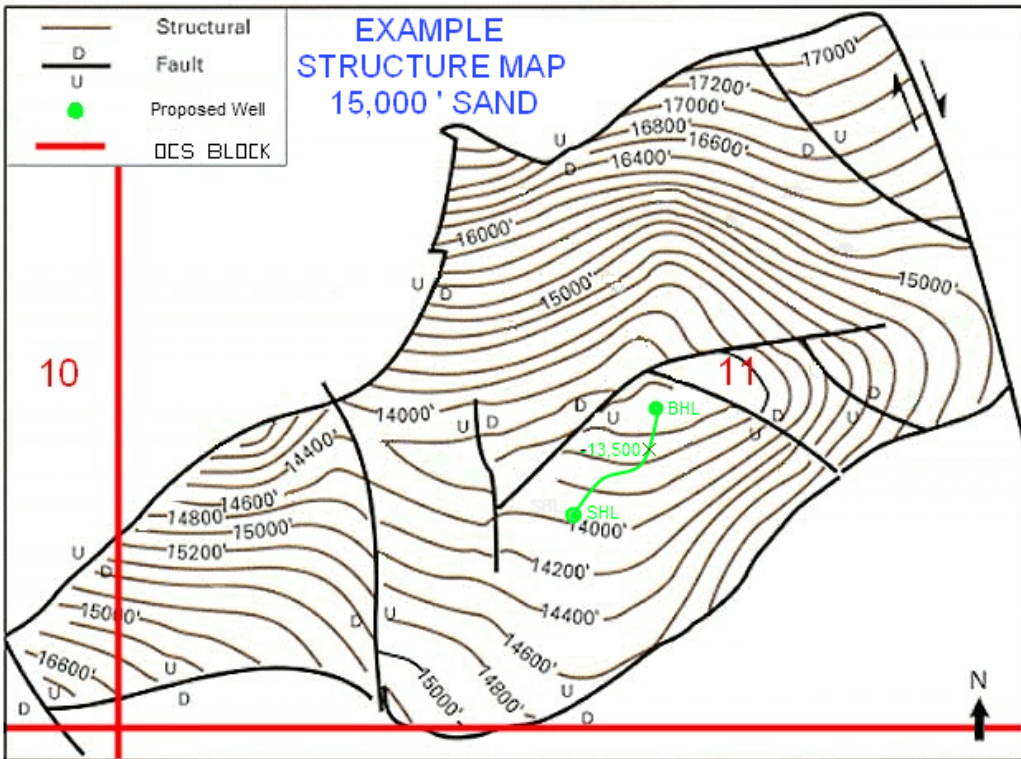 Structural
D
Fault
U
Proposed Well
OCS BLOCK
EXAMPLE
STRUCTURE MAP
15,000 ' SAND
17000'
17200'
17000'
16800'
16600'
16400'
U
D
D
U
16000'
15000'
15000'
U
D
10
11
14000'
U
D
D
U
BHL
D
U
D
U
-13,500
14400'
14600'
14800'
15000'
15200'
SHL
SHL
14000'
14200'
14400'
14600'
14800'
15000'
U
D
15000'
16600'
D
U
U
D
D
U
U
D
N